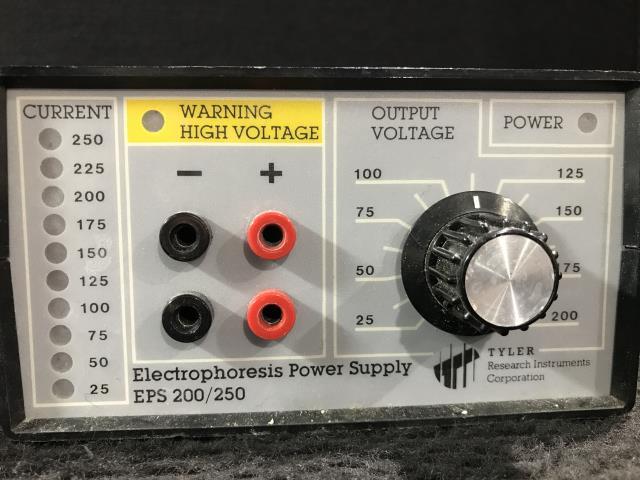 CURRENT
250
225
200
175
150
125
100
75
50
25
WARNING
HIGH VOLTAGE
− +
OUTPUT
VOLTAGE
POWER
100 125
75 150
50 175
25 200
Electrophoresis Power Supply
EPS 200/250
TYLER
Research Instruments
Corporation